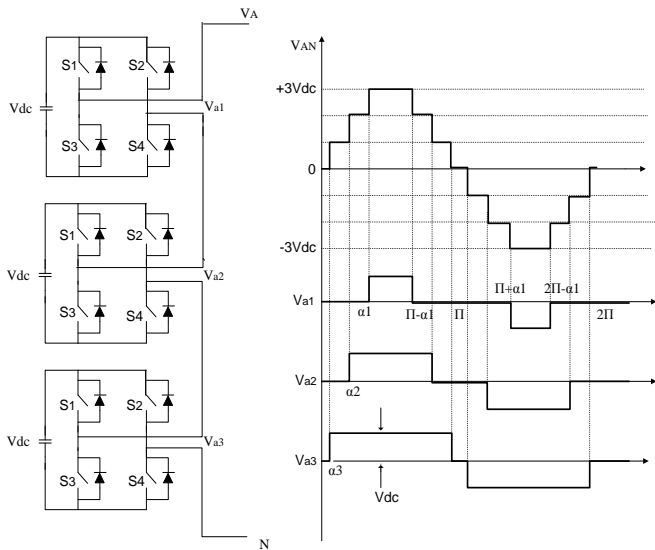 VA
S1
S2
Vdc
Va1
S3
S4
S1
S2
Vdc
Va2
S3
S4
S1
S2
Vdc
Va3
S3
S4
N
VAN
+3Vdc
0
-3Vdc
Va1
α1
Π-α1
Π
Π+α1
2Π-α1
2Π
Va2
α2
Va3
α3
Vdc